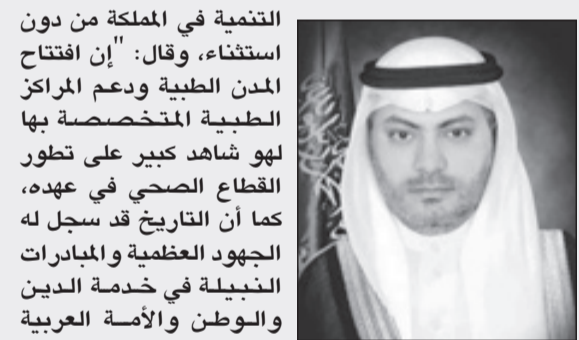 التنمية في المملكة من دون
استثناء، وقال: "إن افتتاح
المدن الطبية ودعم المراكز
الطبية المتخصصة بها
لهو شاهد كبير على تطور
القطاع الصحي في عهده،
كما أن التاريخ قد سجل له
الجهود العظمية والمبادرات
النبيلة في خدمة الدين
والوطن والأمة العربية